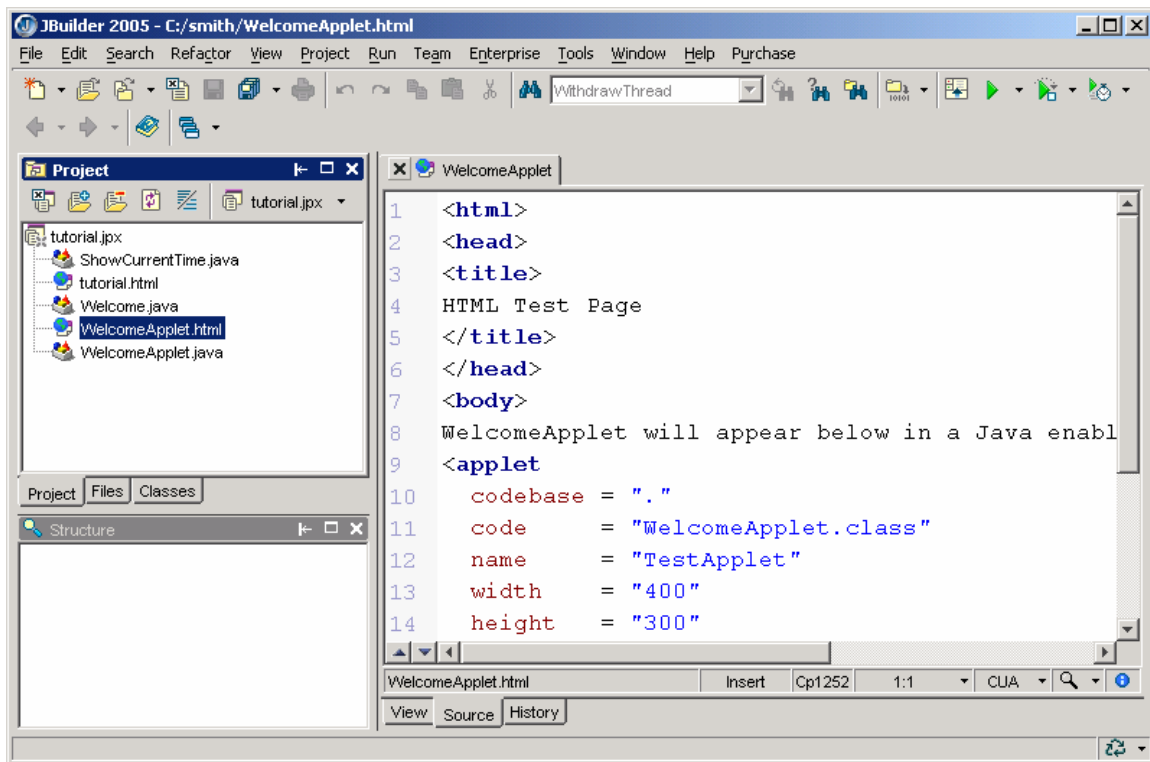 JBuilder 2005 - C:/smith/WelcomeApplet.html
File Edit Search Refactor View Project Run Team Enterprise Tools Window Help Purchase
WithdrawThread
Project
tutorial.jpx
tutorial.jpx
ShowCurrentTime.java
tutorial.html
Welcome.java
WelcomeApplet.html
WelcomeApplet.java
Project Files Classes
Structure
WelcomeApplet
1 <html>
2 <head>
3 <title>
4 HTML Test Page
5 </title>
6 </head>
7 <body>
8 WelcomeApplet will appear below in a Java enabl
9 <applet
10 codebase = "."
11 code = "WelcomeApplet.class"
12 name = "TestApplet"
13 width = "400"
14 height = "300"
WelcomeApplet.html Insert Cp1252 1:1 CUA
View Source History